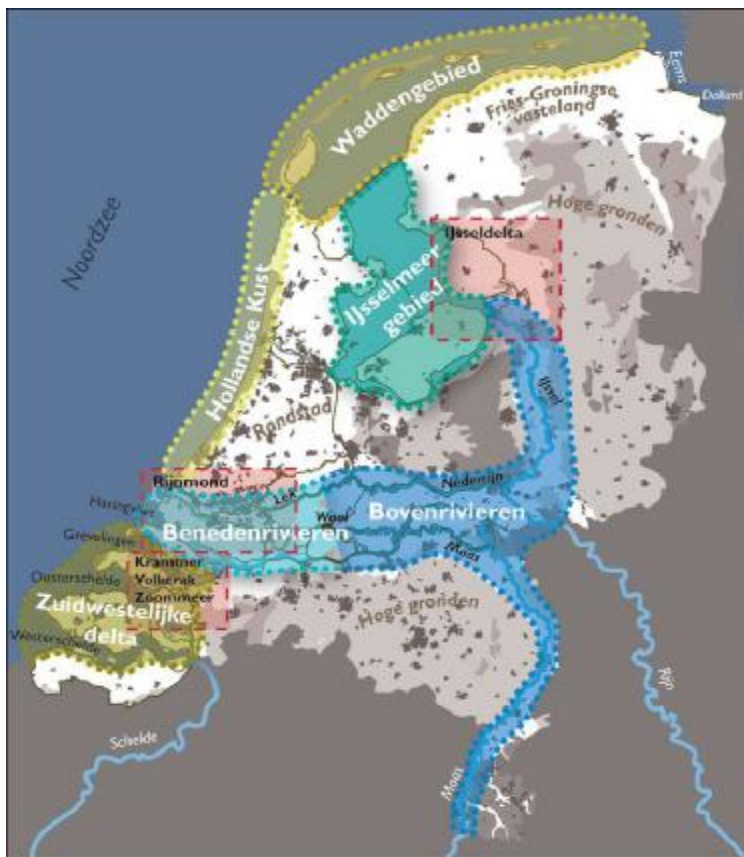 Waddengebied
Eems
Dollard
Fries-Groningse
vasteland
Noordzee
Hoge gronden
IJsseldelta
IJsselmeer
gebied
Hollandse Kust
Randstad
IJssel
Rijnmond
Lek
Nederrijn
Haringvliet
Benedenrivieren
Waal
Bovenrivieren
Grevelingen
Maas
Krammer
Volkerak
Zoommeer
Oosterschelde
Zuidwestelijke
delta
Hoge gronden
Westerschelde
Rijn
Schelde
Maas